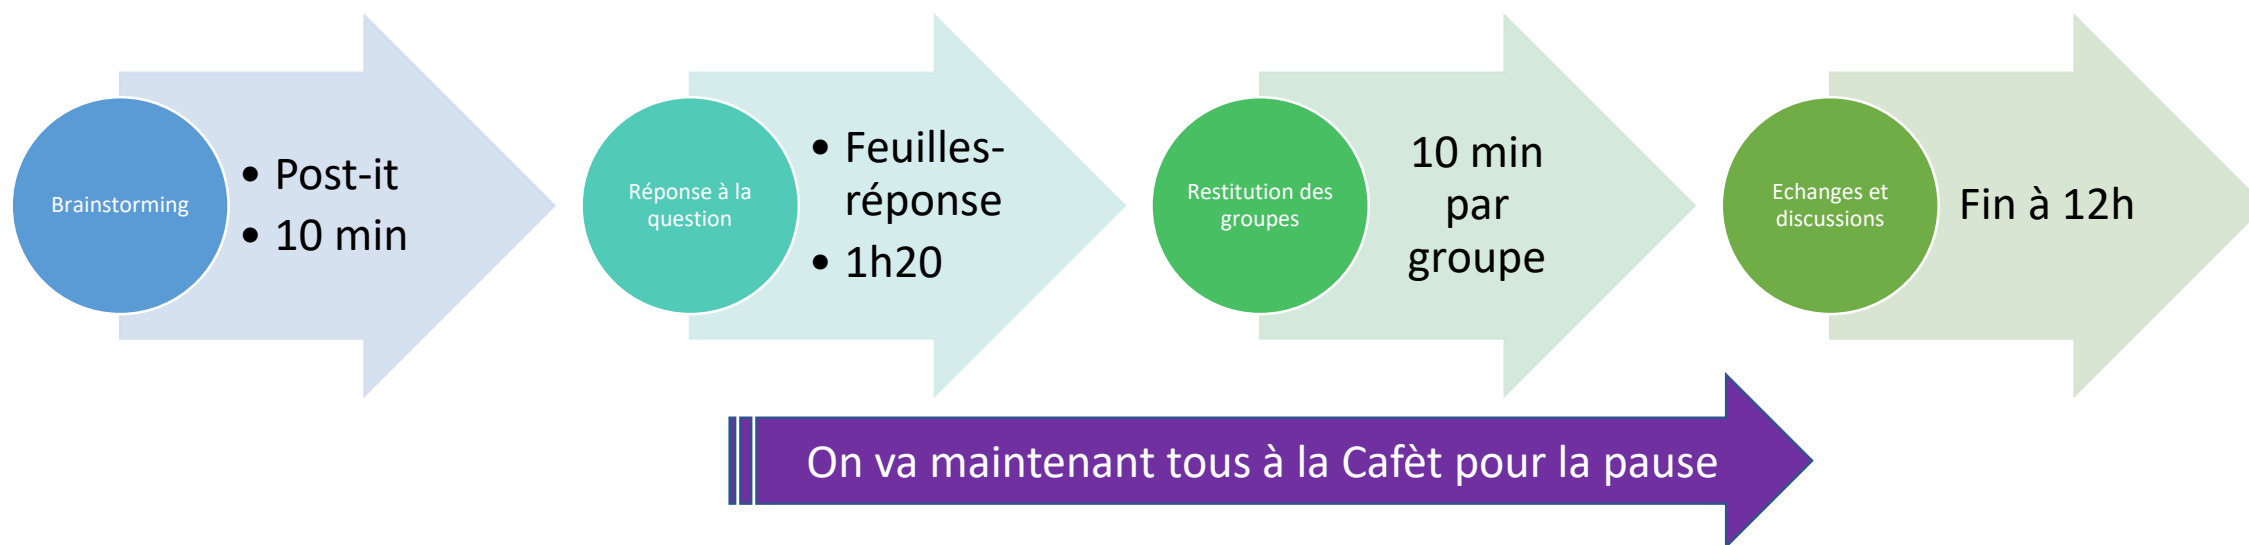 Brainstorming
• Post-it
• 10 min
Réponse à la
question
• Feuilles-
réponse
• 1h20
Restitution des
groupes
10 min
par
groupe
Echanges et
discussions
Fin à 12h
On va maintenant tous à la Cafèt pour la pause